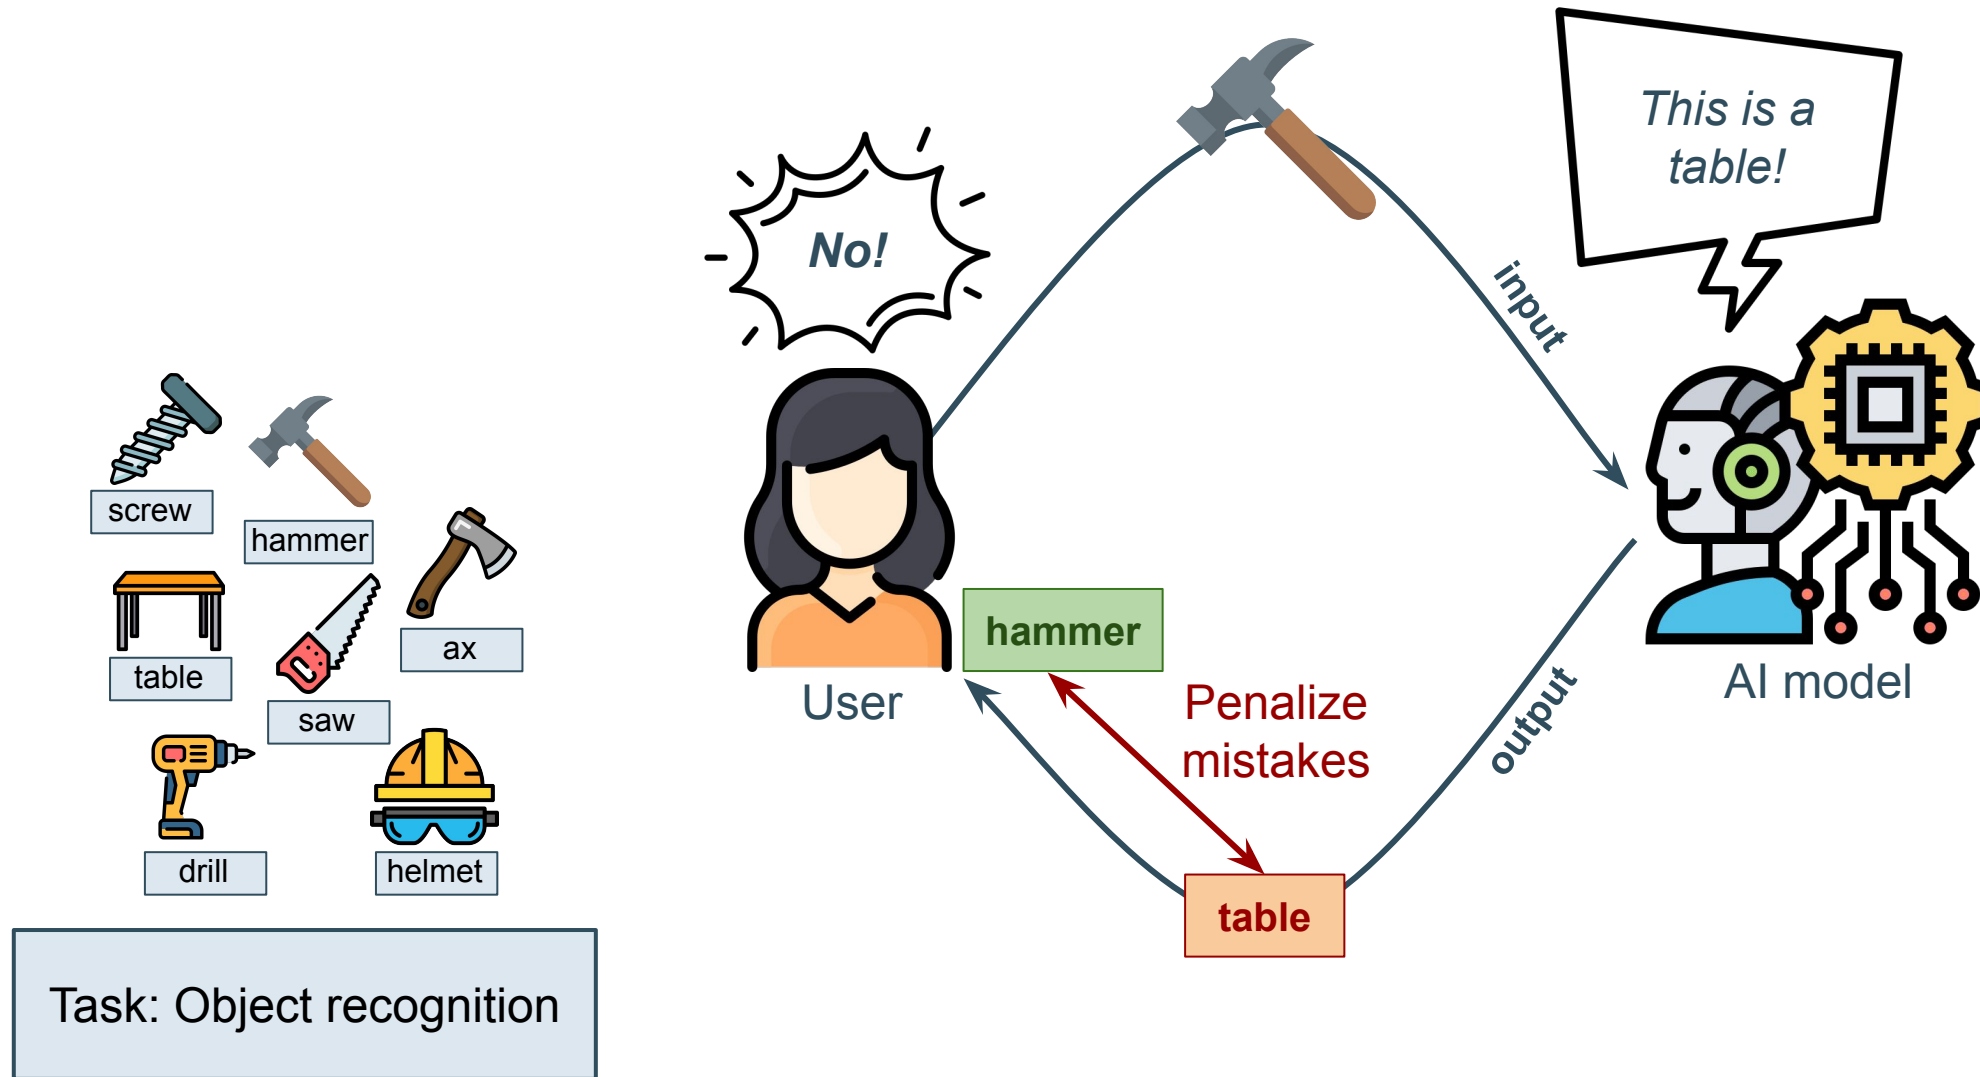 screw
hammer
ax
table
saw
drill
helmet
Task: Object recognition
No!
This is a
table!
input
User
hammer
AI model
Penalize
mistakes
output
table